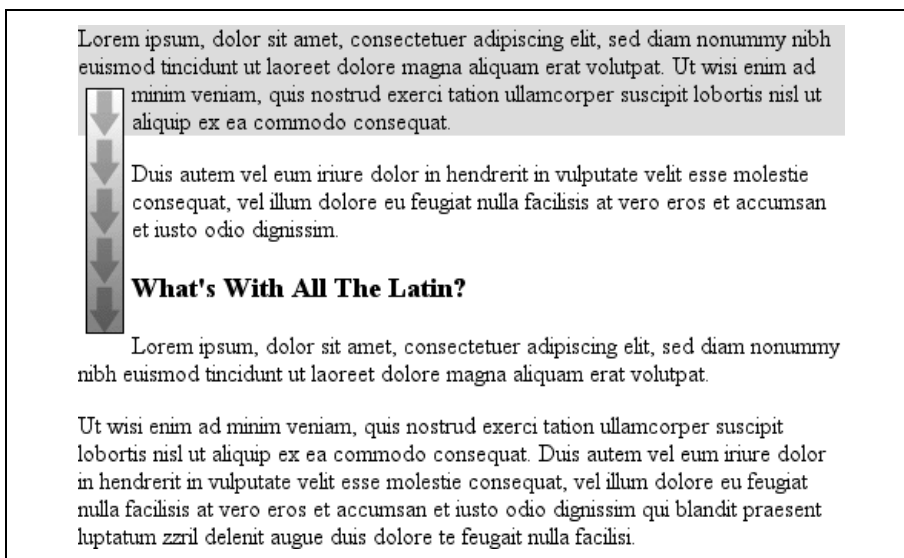 Lorem ipsum, dolor sit amet, consectetuer adipiscing elit, sed diam nonummy nibh
euismod tincidunt ut laoreet dolore magna aliquam erat volutpat. Ut wisi enim ad
minim veniam, quis nostrud exerci tation ullamcorper suscipit lobortis nisl ut
aliquip ex ea commodo consequat.
Duis autem vel eum iriure dolor in hendrerit in vulputate velit esse molestie
consequat, vel illum dolore eu feugiat nulla facilisis at vero eros et accumsan
et iusto odio dignissim.
What's With All The Latin?
Lorem ipsum, dolor sit amet, consectetuer adipiscing elit, sed diam nonummy
nibh euismod tincidunt ut laoreet dolore magna aliquam erat volutpat.
Ut wisi enim ad minim veniam, quis nostrud exerci tation ullamcorper suscipit
lobortis nisl ut aliquip ex ea commodo consequat. Duis autem vel eum iriure dolor
in hendrerit in vulputate velit esse molestie consequat, vel illum dolore eu feugiat
nulla facilisis at vero eros et accumsan et iusto odio dignissim qui blandit praesent
luptatum zzril delenit augue duis dolore te feugait nulla facilisi.